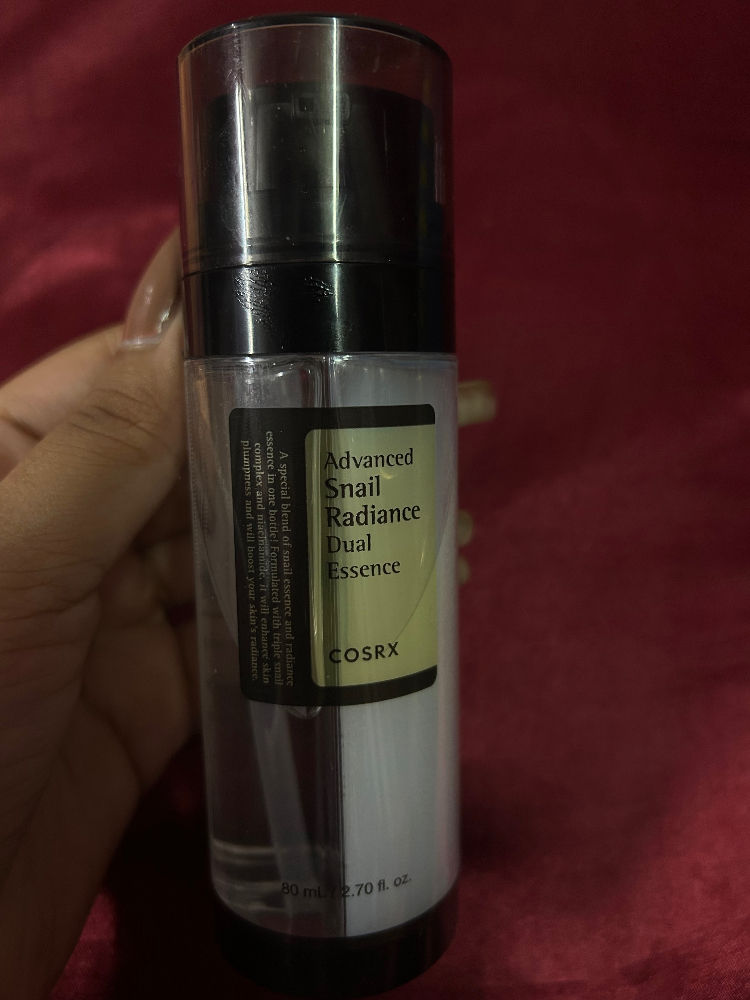 Advanced
Snail
Radiance
Dual
Essence
COSRX
A special blend of snail essence and radiance
essence in one bottle! Formulated with triple snail
complex and niacinamide, it will enhance skin
plumpness and will boost your skin's radiance.
80 mL / 2.70 fl. oz.